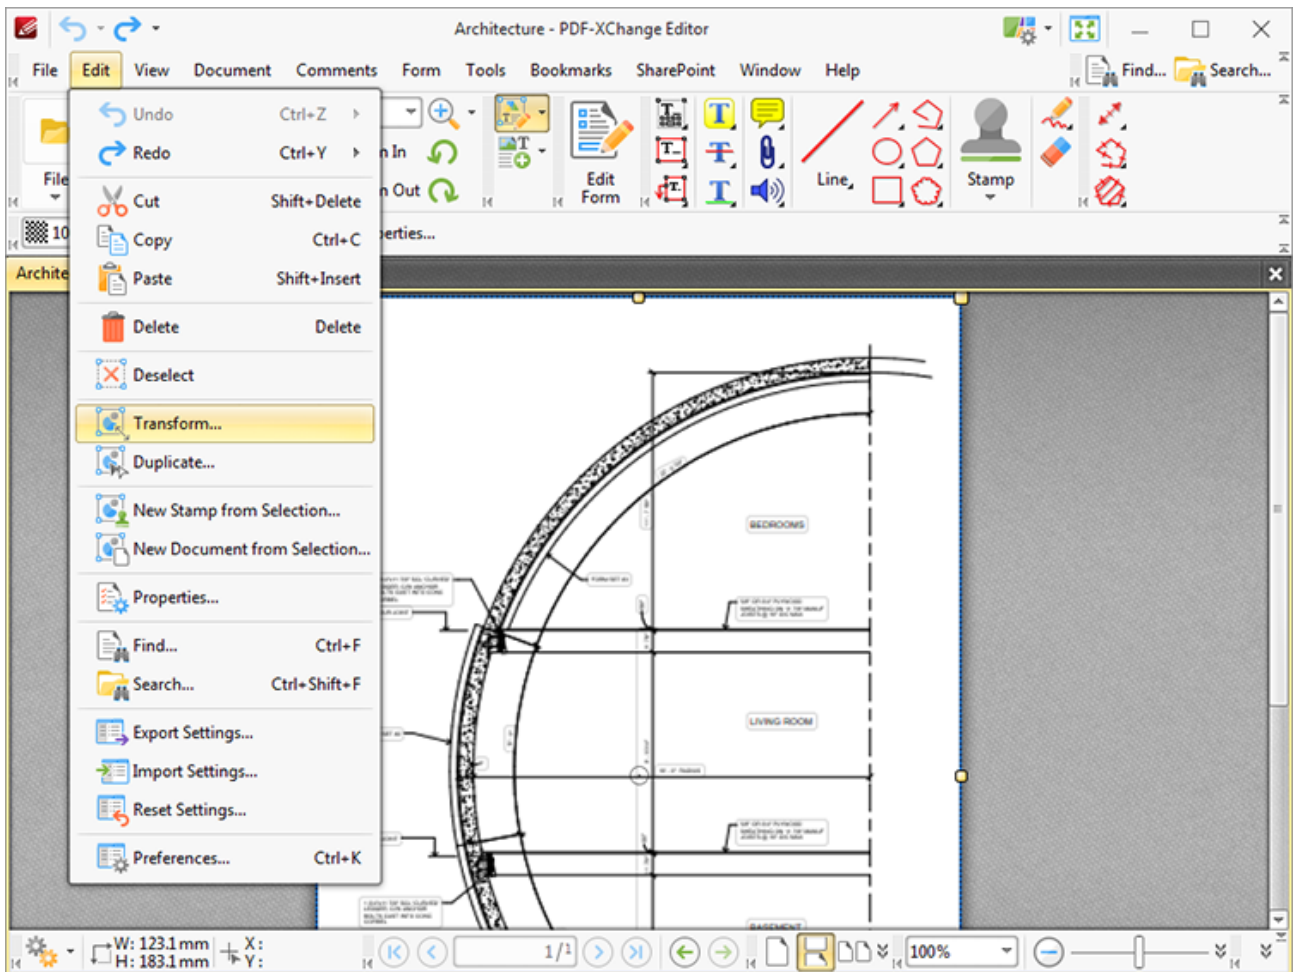 Architecture - PDF-XChange Editor
File Edit View Document Comments Form Tools Bookmarks SharePoint Window Help Find... Search...
Undo Ctrl+Z
Redo Ctrl+Y
Cut Shift+Delete
Copy Ctrl+C
Paste Shift+Insert
Delete Delete
Deselect
Transform...
Duplicate...
New Stamp from Selection...
New Document from Selection...
Properties...
Find... Ctrl+F
Search... Ctrl+Shift+F
Export Settings...
Import Settings...
Reset Settings...
Preferences... Ctrl+K
File
n In
n Out
Edit
Form
Line
Stamp
10
erties...
Archite
BEDROOMS
LIVING ROOM
BASEMENT
W: 123.1 mm
H: 183.1 mm
X:
Y:
1/1
100%